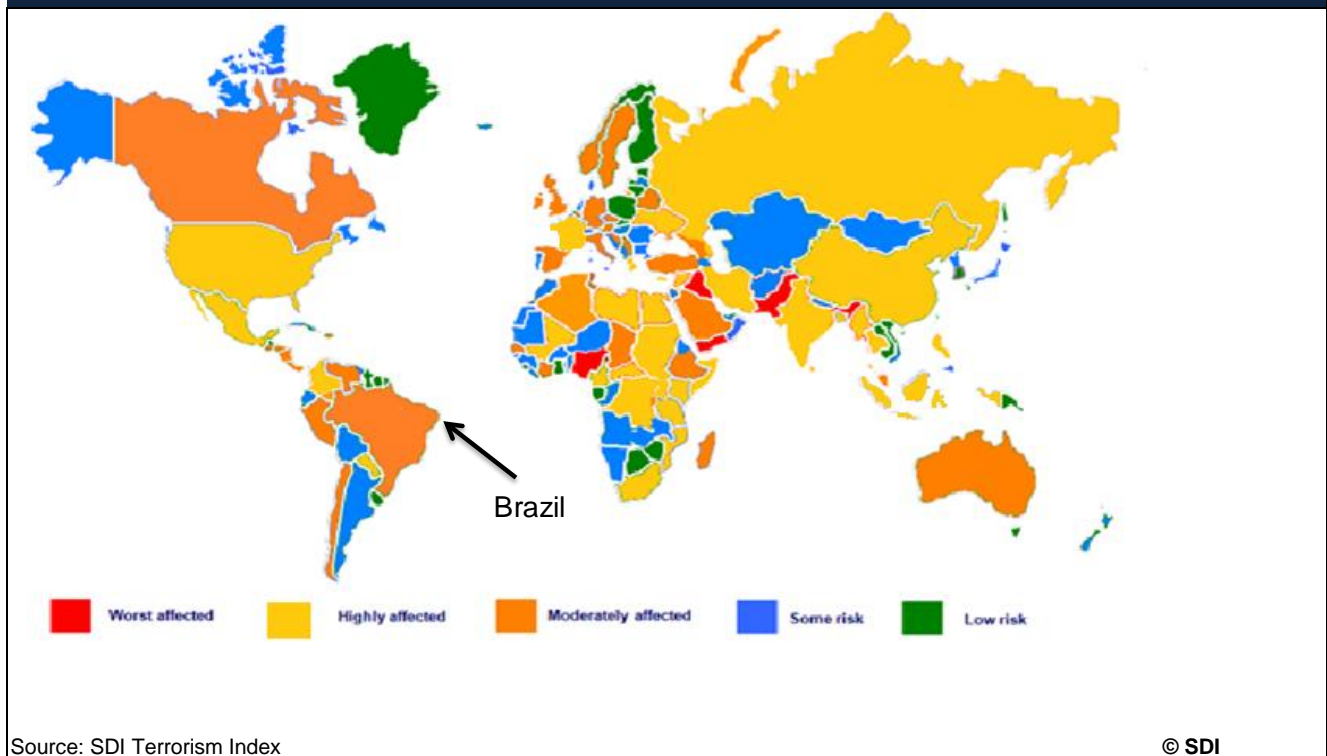 Brazil
Worst affected Highly affected Moderately affected Some risk Low risk
Source: SDI Terrorism Index © SDI